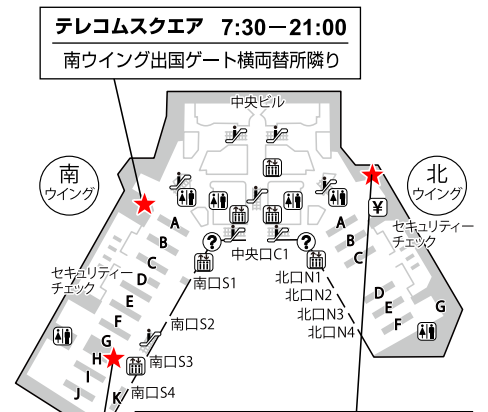 テレコムスクエア 7:30－21:00
南ウイング出国ゲート横両替所隣り
中央ビル
南
ウイング
北
ウイング
¥
セキュリティー
チェック
A
B
C
D
E
F
G
H
I
J
K
セキュリティー
チェック
A
B
C
D
E
F
G
?
中央口C1
?
南口S1
南口S2
南口S3
南口S4
北口N1
北口N2
北口N3
北口N4